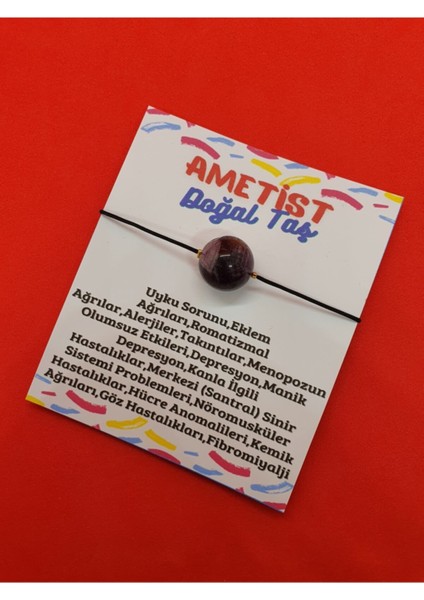 AMETİST
Doğal Taş
Uyku Sorunu,Eklem
Ağrıları,Romatizmal
Ağrılar,Alerjiler,Takıntılar,Menopozun
Olumsuz Etkileri,Depresyon,Manik
Depresyon,Kanla İlgili
Hastalıklar,Merkezi (Santral) Sinir
Sistemi Problemleri,Nöromusküler
Hastalıklar,Hücre Anomalileri,Kemik
Ağrıları,Göz Hastalıkları,Fibromiyalji